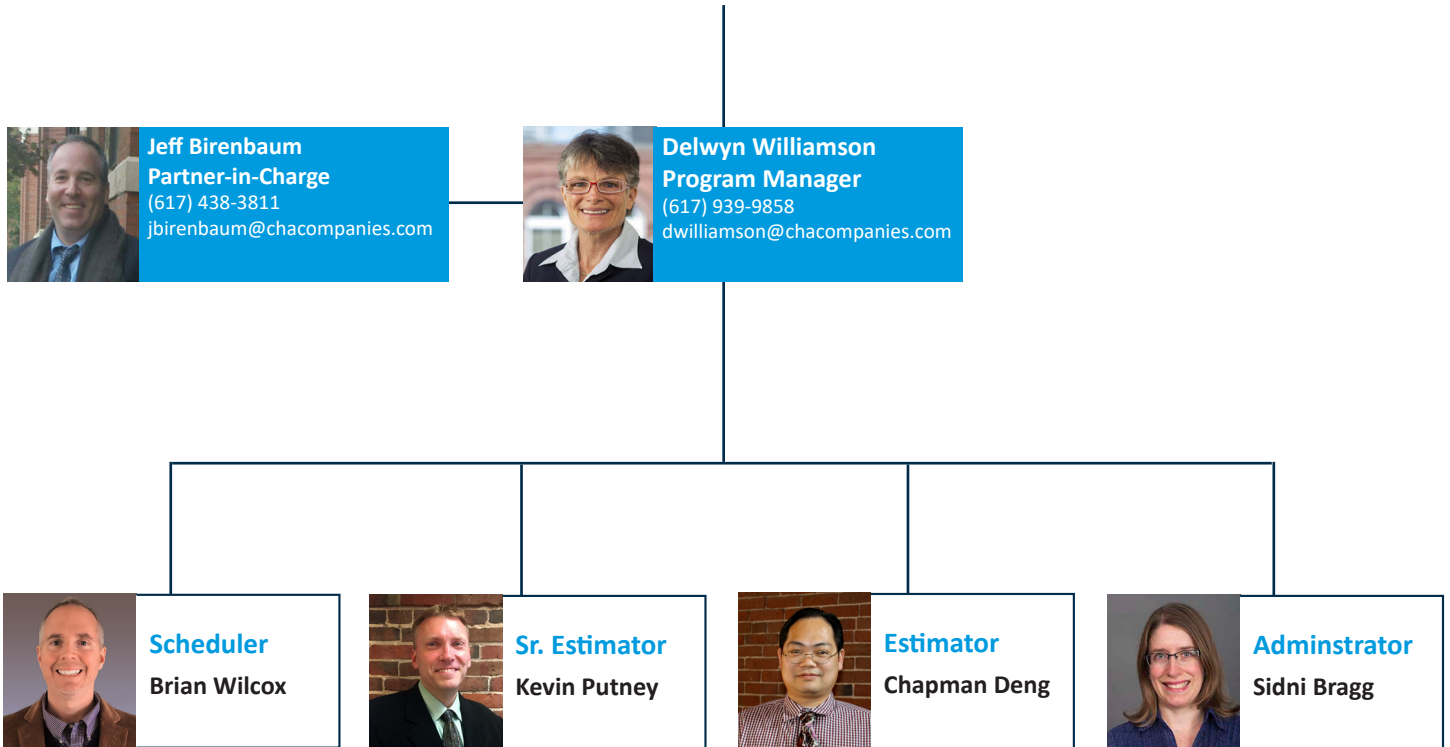 Jeff Birenbaum
Partner-in-Charge
(617) 438-3811
jbirenbaum@chacompanies.com
Delwyn Williamson
Program Manager
(617) 939-9858
dwilliamson@chacompanies.com
Scheduler
Brian Wilcox
Sr. Estimator
Kevin Putney
Estimator
Chapman Deng
Adminstrator
Sidni Bragg